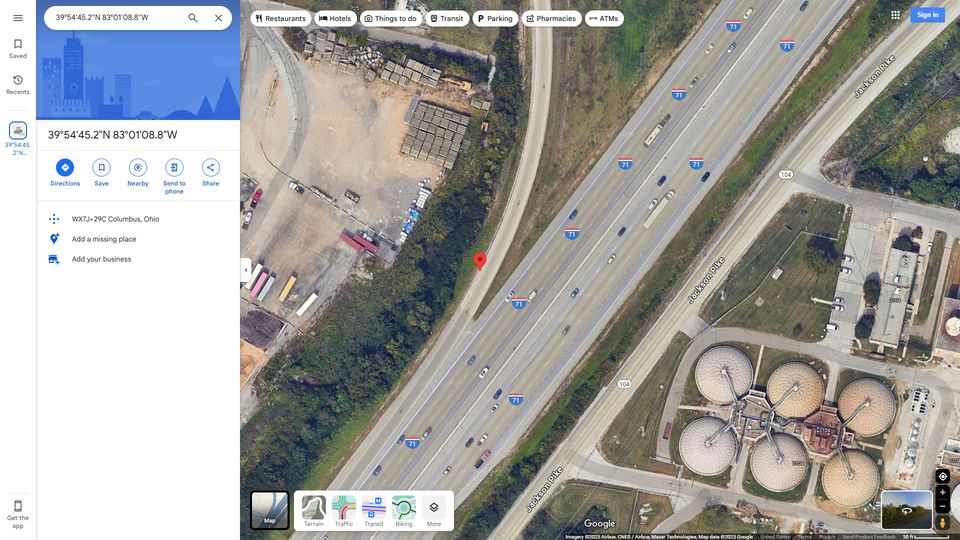 39°54'45.2"N 83°01'08.8"W
Restaurants
Hotels
Things to do
Transit
Parking
Pharmacies
ATMs
Sign in
Saved
Recents
39°54'45.
2"N...
39°54'45.2"N 83°01'08.8"W
Directions
Save
Nearby
Send to
phone
Share
WX7J+29C Columbus, Ohio
Add a missing place
Add your business
Get the
app
71
71
71
71
71
71
71
71
71
Jackson Pike
104
Jackson Pike
104
Jackson Pike
Map
Terrain
Traffic
Transit
Biking
More
Google
Imagery ©2023 Airbus, CNES / Airbus, Maxar Technologies, Map data ©2023 Google
United States
Terms
Privacy
Send Product Feedback
50 ft